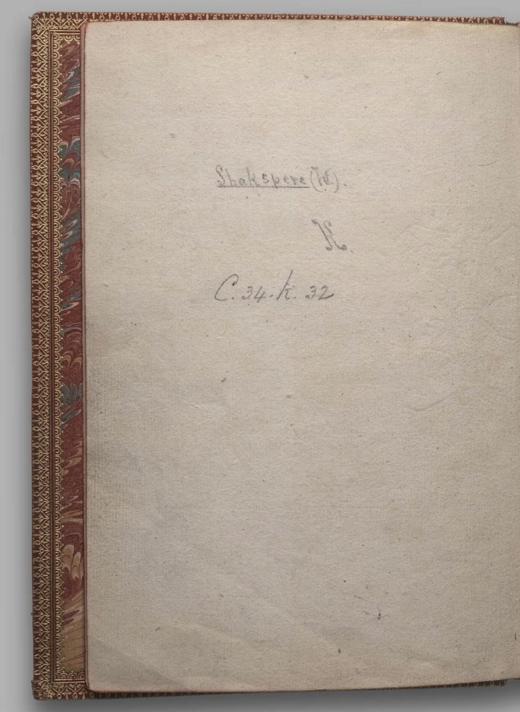 Shakspere (W).
K.
C. 34. k. 32